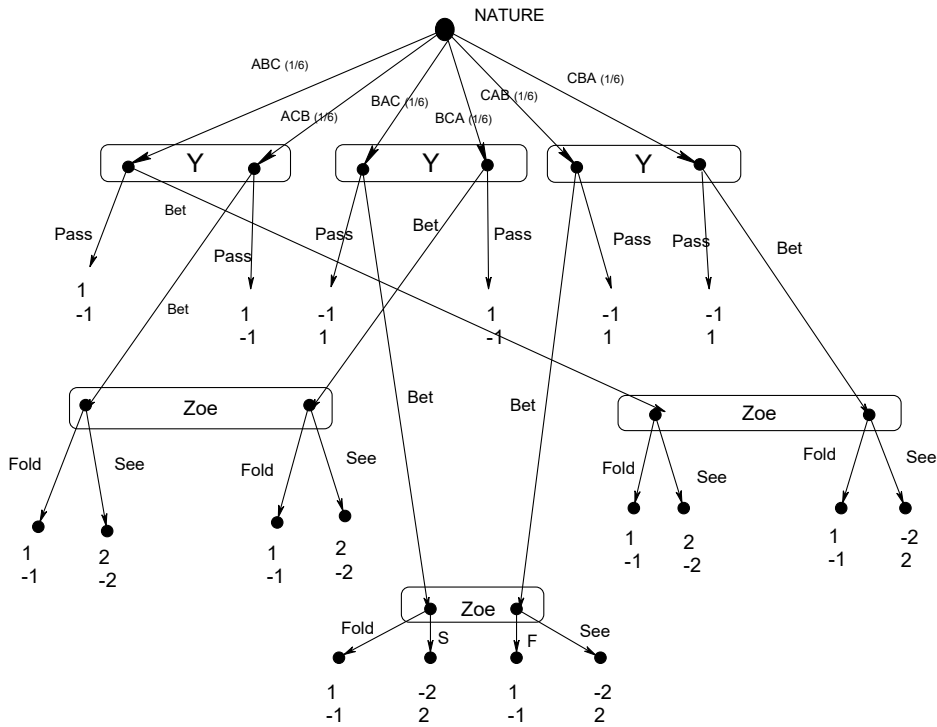 NATURE
ABC (1/6)
CBA (1/6)
BAC (1/6)
CAB (1/6)
ACB (1/6)
BCA (1/6)
Y
Y
Y
Pass
Bet
Pass
Pass
Bet
Pass
Pass
Pass
Bet
1
-1
Bet
1
-1
-1
1
1
-1
-1
1
-1
1
Bet
Bet
Zoe
Zoe
Fold
See
Fold
See
Fold
See
Fold
See
1
-1
2
-2
1
-1
2
-2
1
-1
2
-2
1
-1
-2
2
Zoe
Fold
S
F
See
1
-1
-2
2
1
-1
-2
2